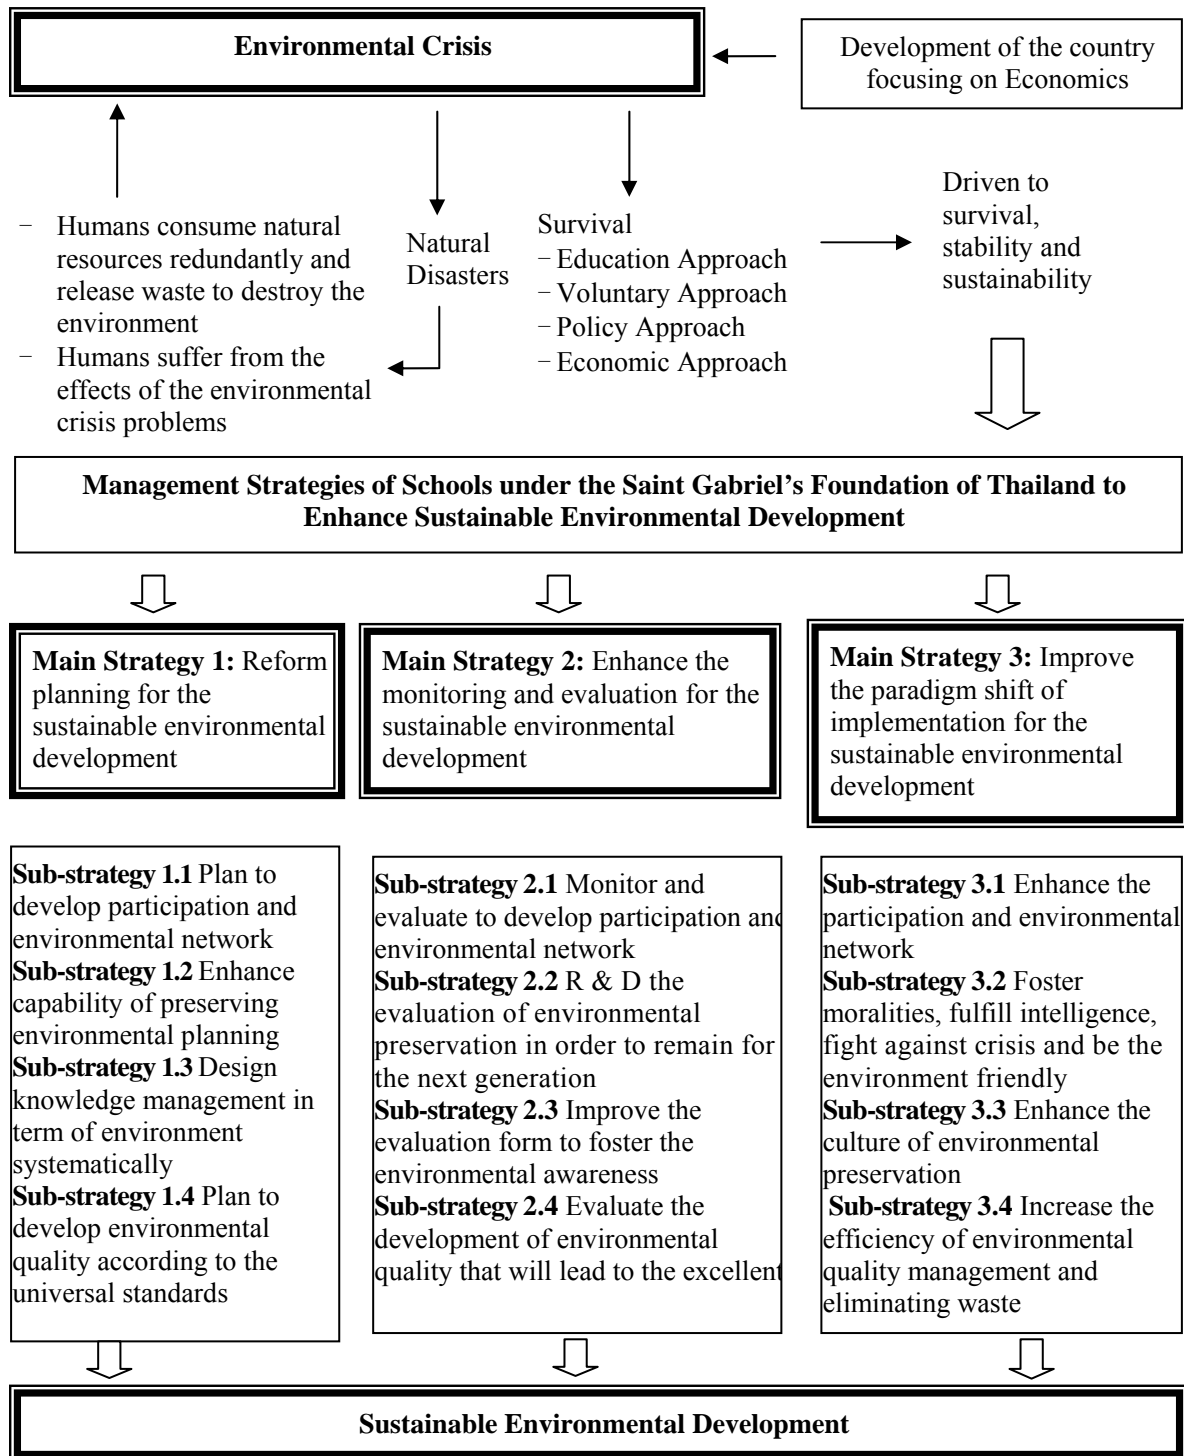 Environmental Crisis
Development of the country
focusing on Economics
– Humans consume natural
resources redundantly and
release waste to destroy the
environment
– Humans suffer from the
effects of the environmental
crisis problems
Natural
Disasters
Survival
– Education Approach
– Voluntary Approach
– Policy Approach
– Economic Approach
Driven to
survival,
stability and
sustainability
Management Strategies of Schools under the Saint Gabriel’s Foundation of Thailand to
Enhance Sustainable Environmental Development
Main Strategy 1: Reform
planning for the
sustainable environmental
development
Main Strategy 2: Enhance the
monitoring and evaluation for the
sustainable environmental
development
Main Strategy 3: Improve
the paradigm shift of
implementation for the
sustainable environmental
development
Sub-strategy 1.1 Plan to
develop participation and
environmental network
Sub-strategy 1.2 Enhance
capability of preserving
environmental planning
Sub-strategy 1.3 Design
knowledge management in
term of environment
systematically
Sub-strategy 1.4 Plan to
develop environmental
quality according to the
universal standards
Sub-strategy 2.1 Monitor and
evaluate to develop participation and
environmental network
Sub-strategy 2.2 R & D the
evaluation of environmental
preservation in order to remain for
the next generation
Sub-strategy 2.3 Improve the
evaluation form to foster the
environmental awareness
Sub-strategy 2.4 Evaluate the
development of environmental
quality that will lead to the excellent
Sub-strategy 3.1 Enhance the
participation and environmental
network
Sub-strategy 3.2 Foster
moralities, fulfill intelligence,
fight against crisis and be the
environment friendly
Sub-strategy 3.3 Enhance the
culture of environmental
preservation
Sub-strategy 3.4 Increase the
efficiency of environmental
quality management and
eliminating waste
Sustainable Environmental Development